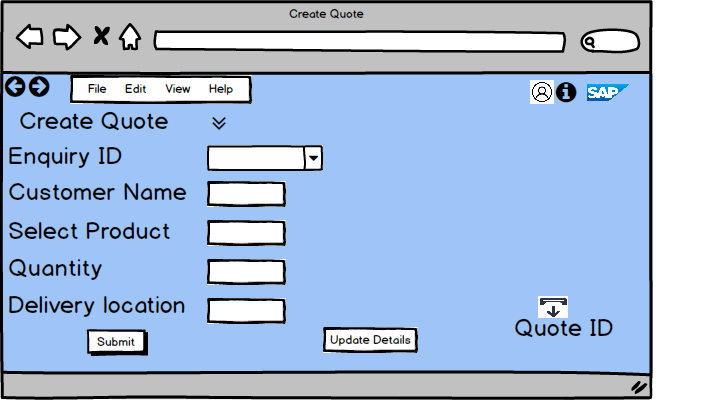 Create Quote
File Edit View Help
SAP
Create Quote
Enquiry ID
Customer Name
Select Product
Quantity
Delivery location
Quote ID
Submit
Update Details